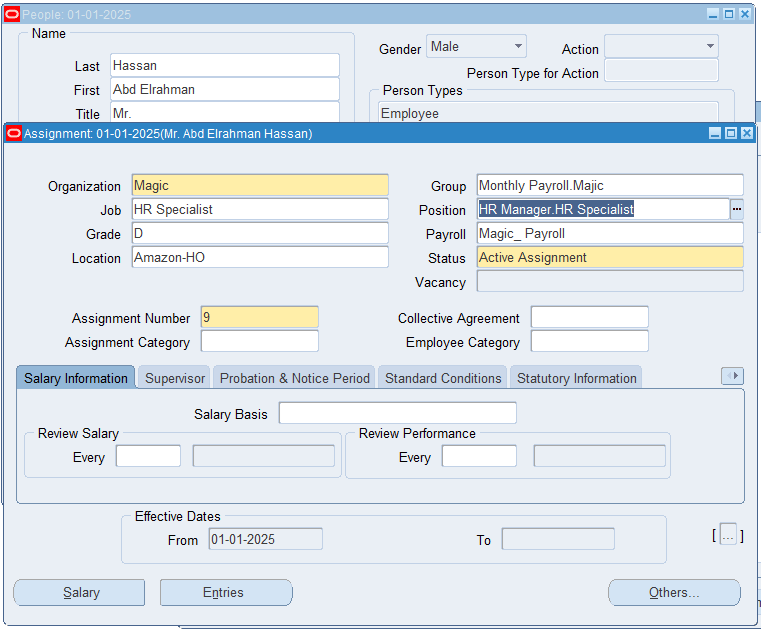 People: 01-01-2025
Name
Gender Male Action
Last Hassan
Person Type for Action
First Abd Elrahman
Person Types
Title Mr.
Employee
Assignment: 01-01-2025(Mr. Abd Elrahman Hassan)
Organization Magic Group Monthly Payroll.Majic
Job HR Specialist Position HR Manager.HR Specialist ...
Grade D Payroll Magic_ Payroll
Location Amazon-HO Status Active Assignment
Vacancy
Assignment Number 9 Collective Agreement
Assignment Category Employee Category
Salary Information Supervisor Probation & Notice Period Standard Conditions Statutory Information
Salary Basis
Review Salary Review Performance
Every Every
Effective Dates
From 01-01-2025 To [ ... ]
Salary Entries Others...